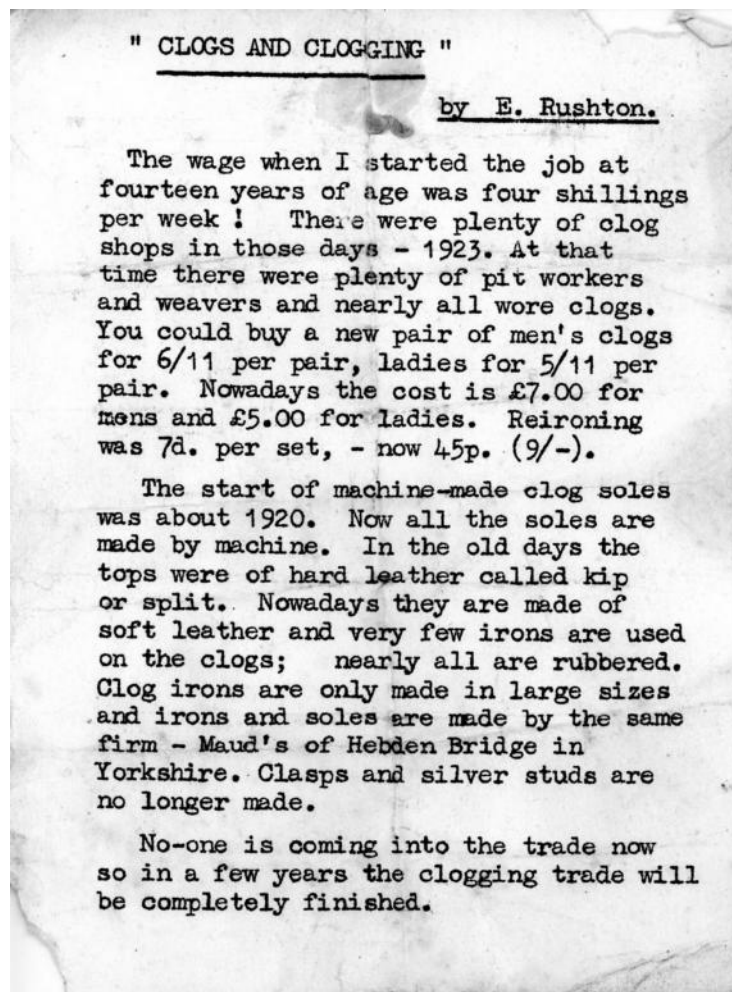 " CLOGS AND CLOGGING "
by E. Rushton.
The wage when I started the job at
fourteen years of age was four shillings
per week ! There were plenty of clog
shops in those days - 1923. At that
time there were plenty of pit workers
and weavers and nearly all wore clogs.
You could buy a new pair of men's clogs
for 6/11 per pair, ladies for 5/11 per
pair. Nowadays the cost is £7.00 for
mens and £5.00 for ladies. Reironing
was 7d. per set, - now 45p. (9/-).
The start of machine-made clog soles
was about 1920. Now all the soles are
made by machine. In the old days the
tops were of hard leather called kip
or split. Nowadays they are made of
soft leather and very few irons are used
on the clogs; nearly all are rubbered.
Clog irons are only made in large sizes
and irons and soles are made by the same
firm - Maud's of Hebden Bridge in
Yorkshire. Clasps and silver studs are
no longer made.
No-one is coming into the trade now
so in a few years the clogging trade will
be completely finished.